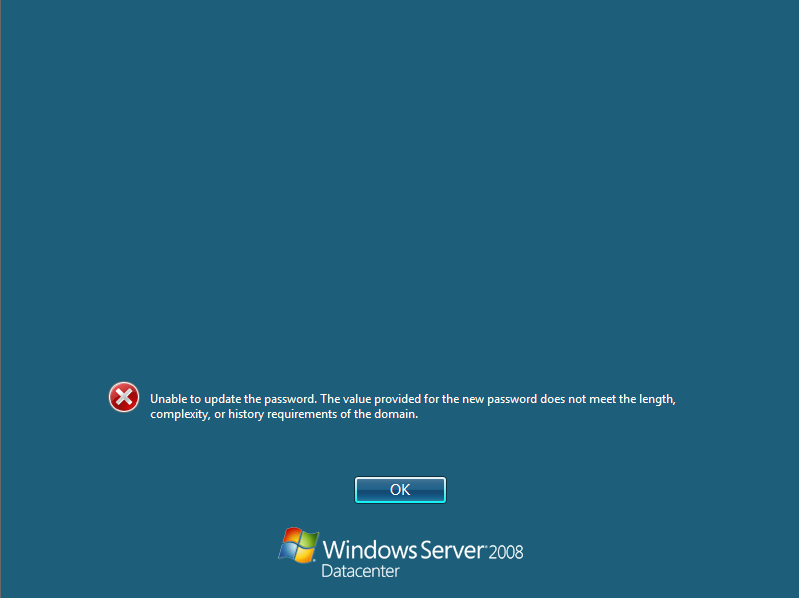 Unable to update the password. The value provided for the new password does not meet the length,
complexity, or history requirements of the domain.
OK
Windows Server 2008
Datacenter